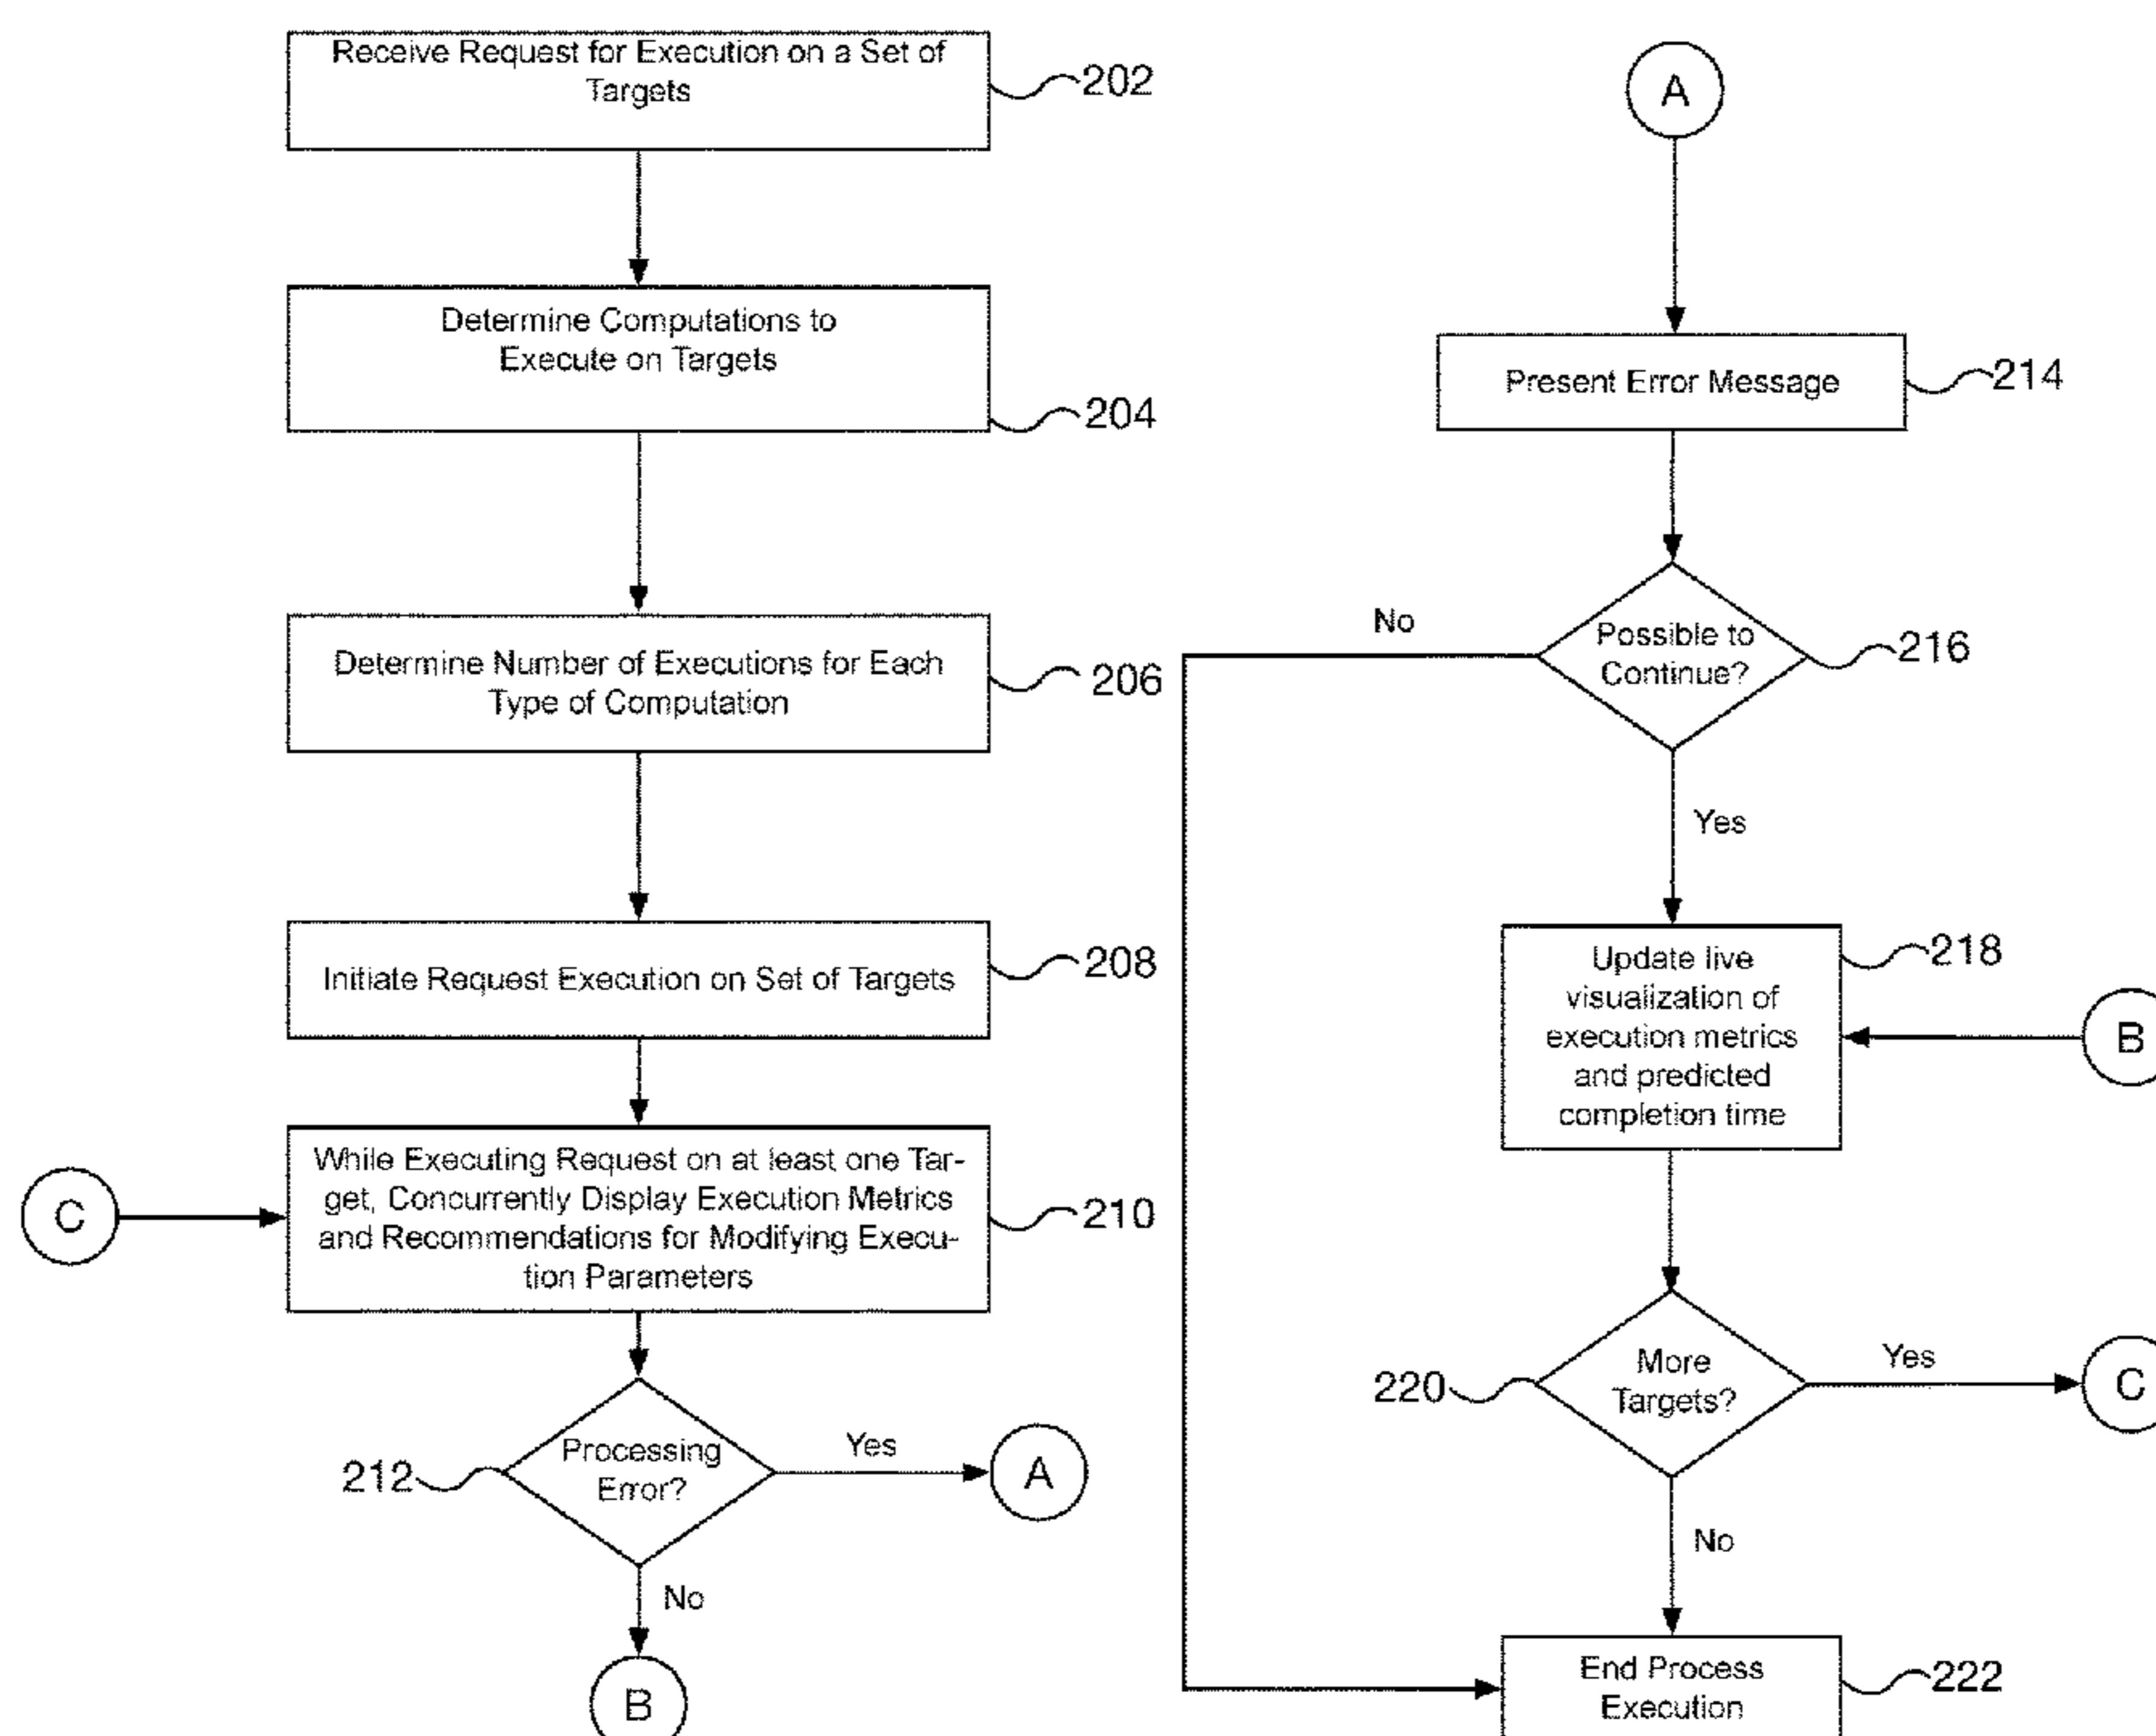 Receive Request for Execution on a Set of
Targets
202
Determine Computations to
Execute on Targets
204
Determine Number of Executions for Each
Type of Computation
206
Initiate Request Execution on Set of Targets
208
C
While Executing Request on at least one Tar-
get, Concurrently Display Execution Metrics
and Recommendations for Modifying Execu-
tion Parameters
210
212
Processing
Error?
Yes
A
No
B
A
Present Error Message
214
No
Possible to
Continue?
216
Yes
Update live
visualization of
execution metrics
and predicted
completion time
218
B
220
More
Targets?
Yes
C
No
End Process
Execution
222